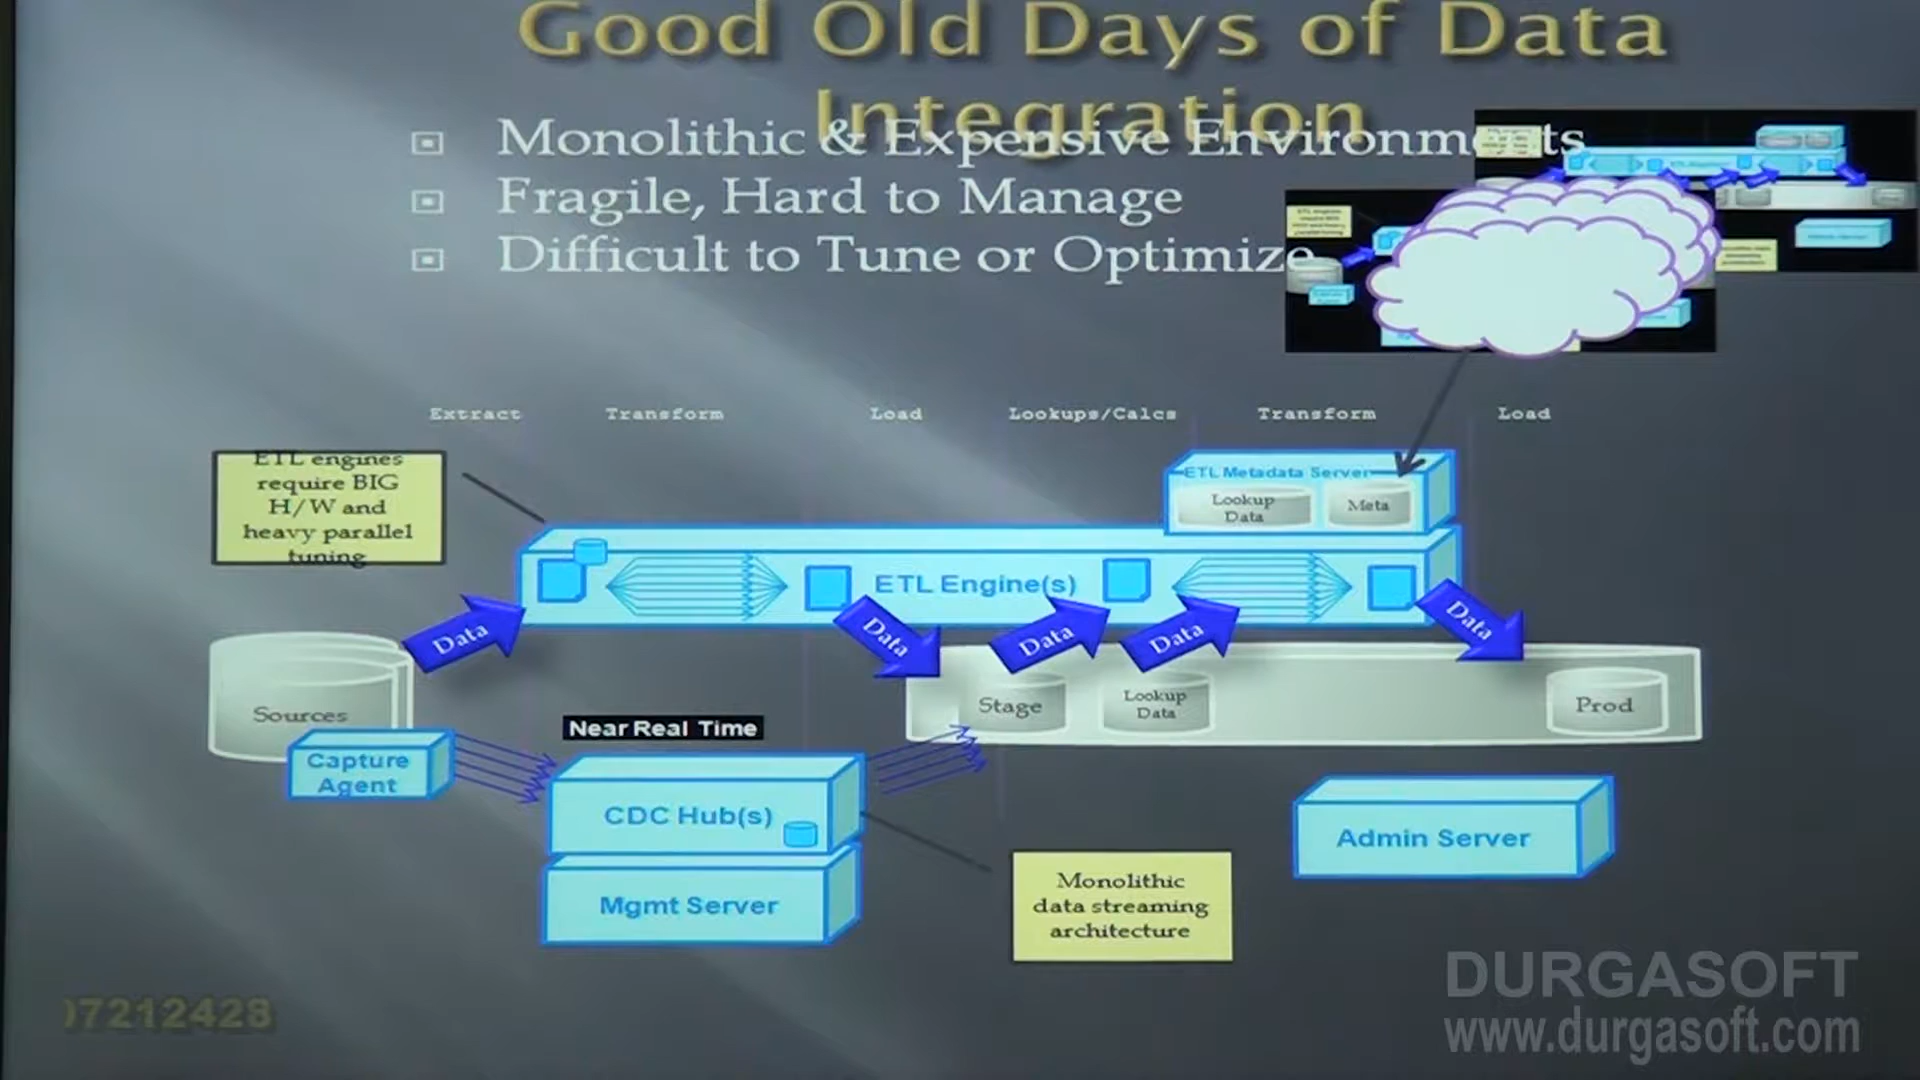 Good Old Days of Data
Integration
Monolithic & Expensive Environments
Fragile, Hard to Manage
Difficult to Tune or Optimize
Extract
Transform
Load
Lookups/Calcs
Transform
Load
ETL engines
require BIG
H/W and
heavy parallel
tuning
ETL Metadata Server
Lookup
Data
Meta
ETL Engine(s)
Data
Data
Data
Data
Data
Sources
Stage
Lookup
Data
Prod
Near Real Time
Capture
Agent
CDC Hub(s)
Mgmt Server
Admin Server
Monolithic
data streaming
architecture
07212428
DURGASOFT
www.durgasoft.com